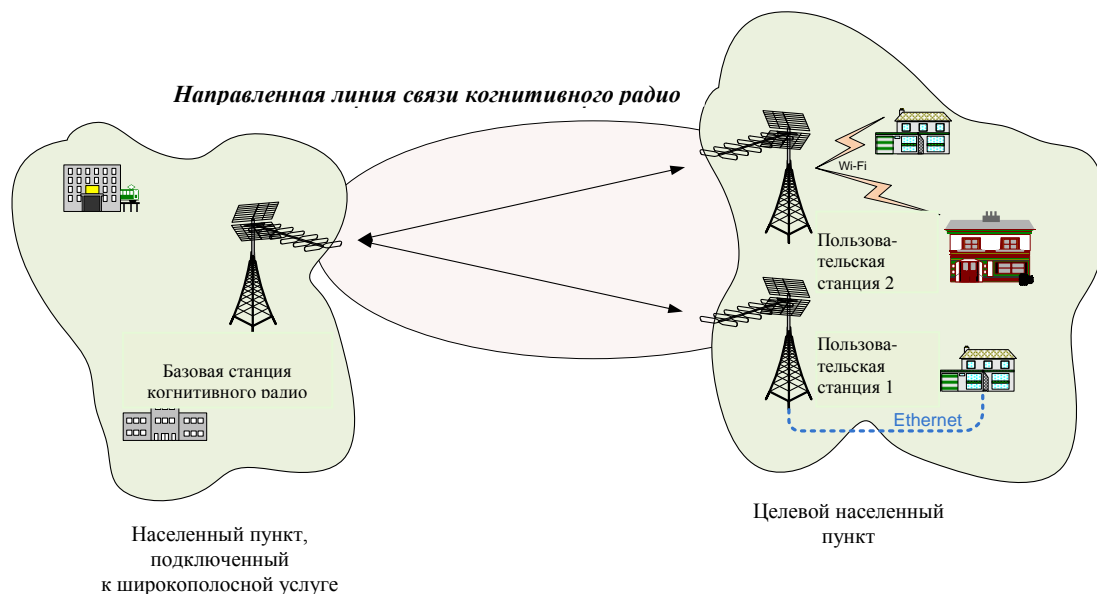 Направленная линия связи когнитивного радио
Wi-Fi
Пользова-
тельская
станция 2
Базовая станция
когнитивного радио
Пользова-
тельская
станция 1
Ethernet
Населенный пункт,
подключенный
к широкополосной услуге
Целевой населенный
пункт